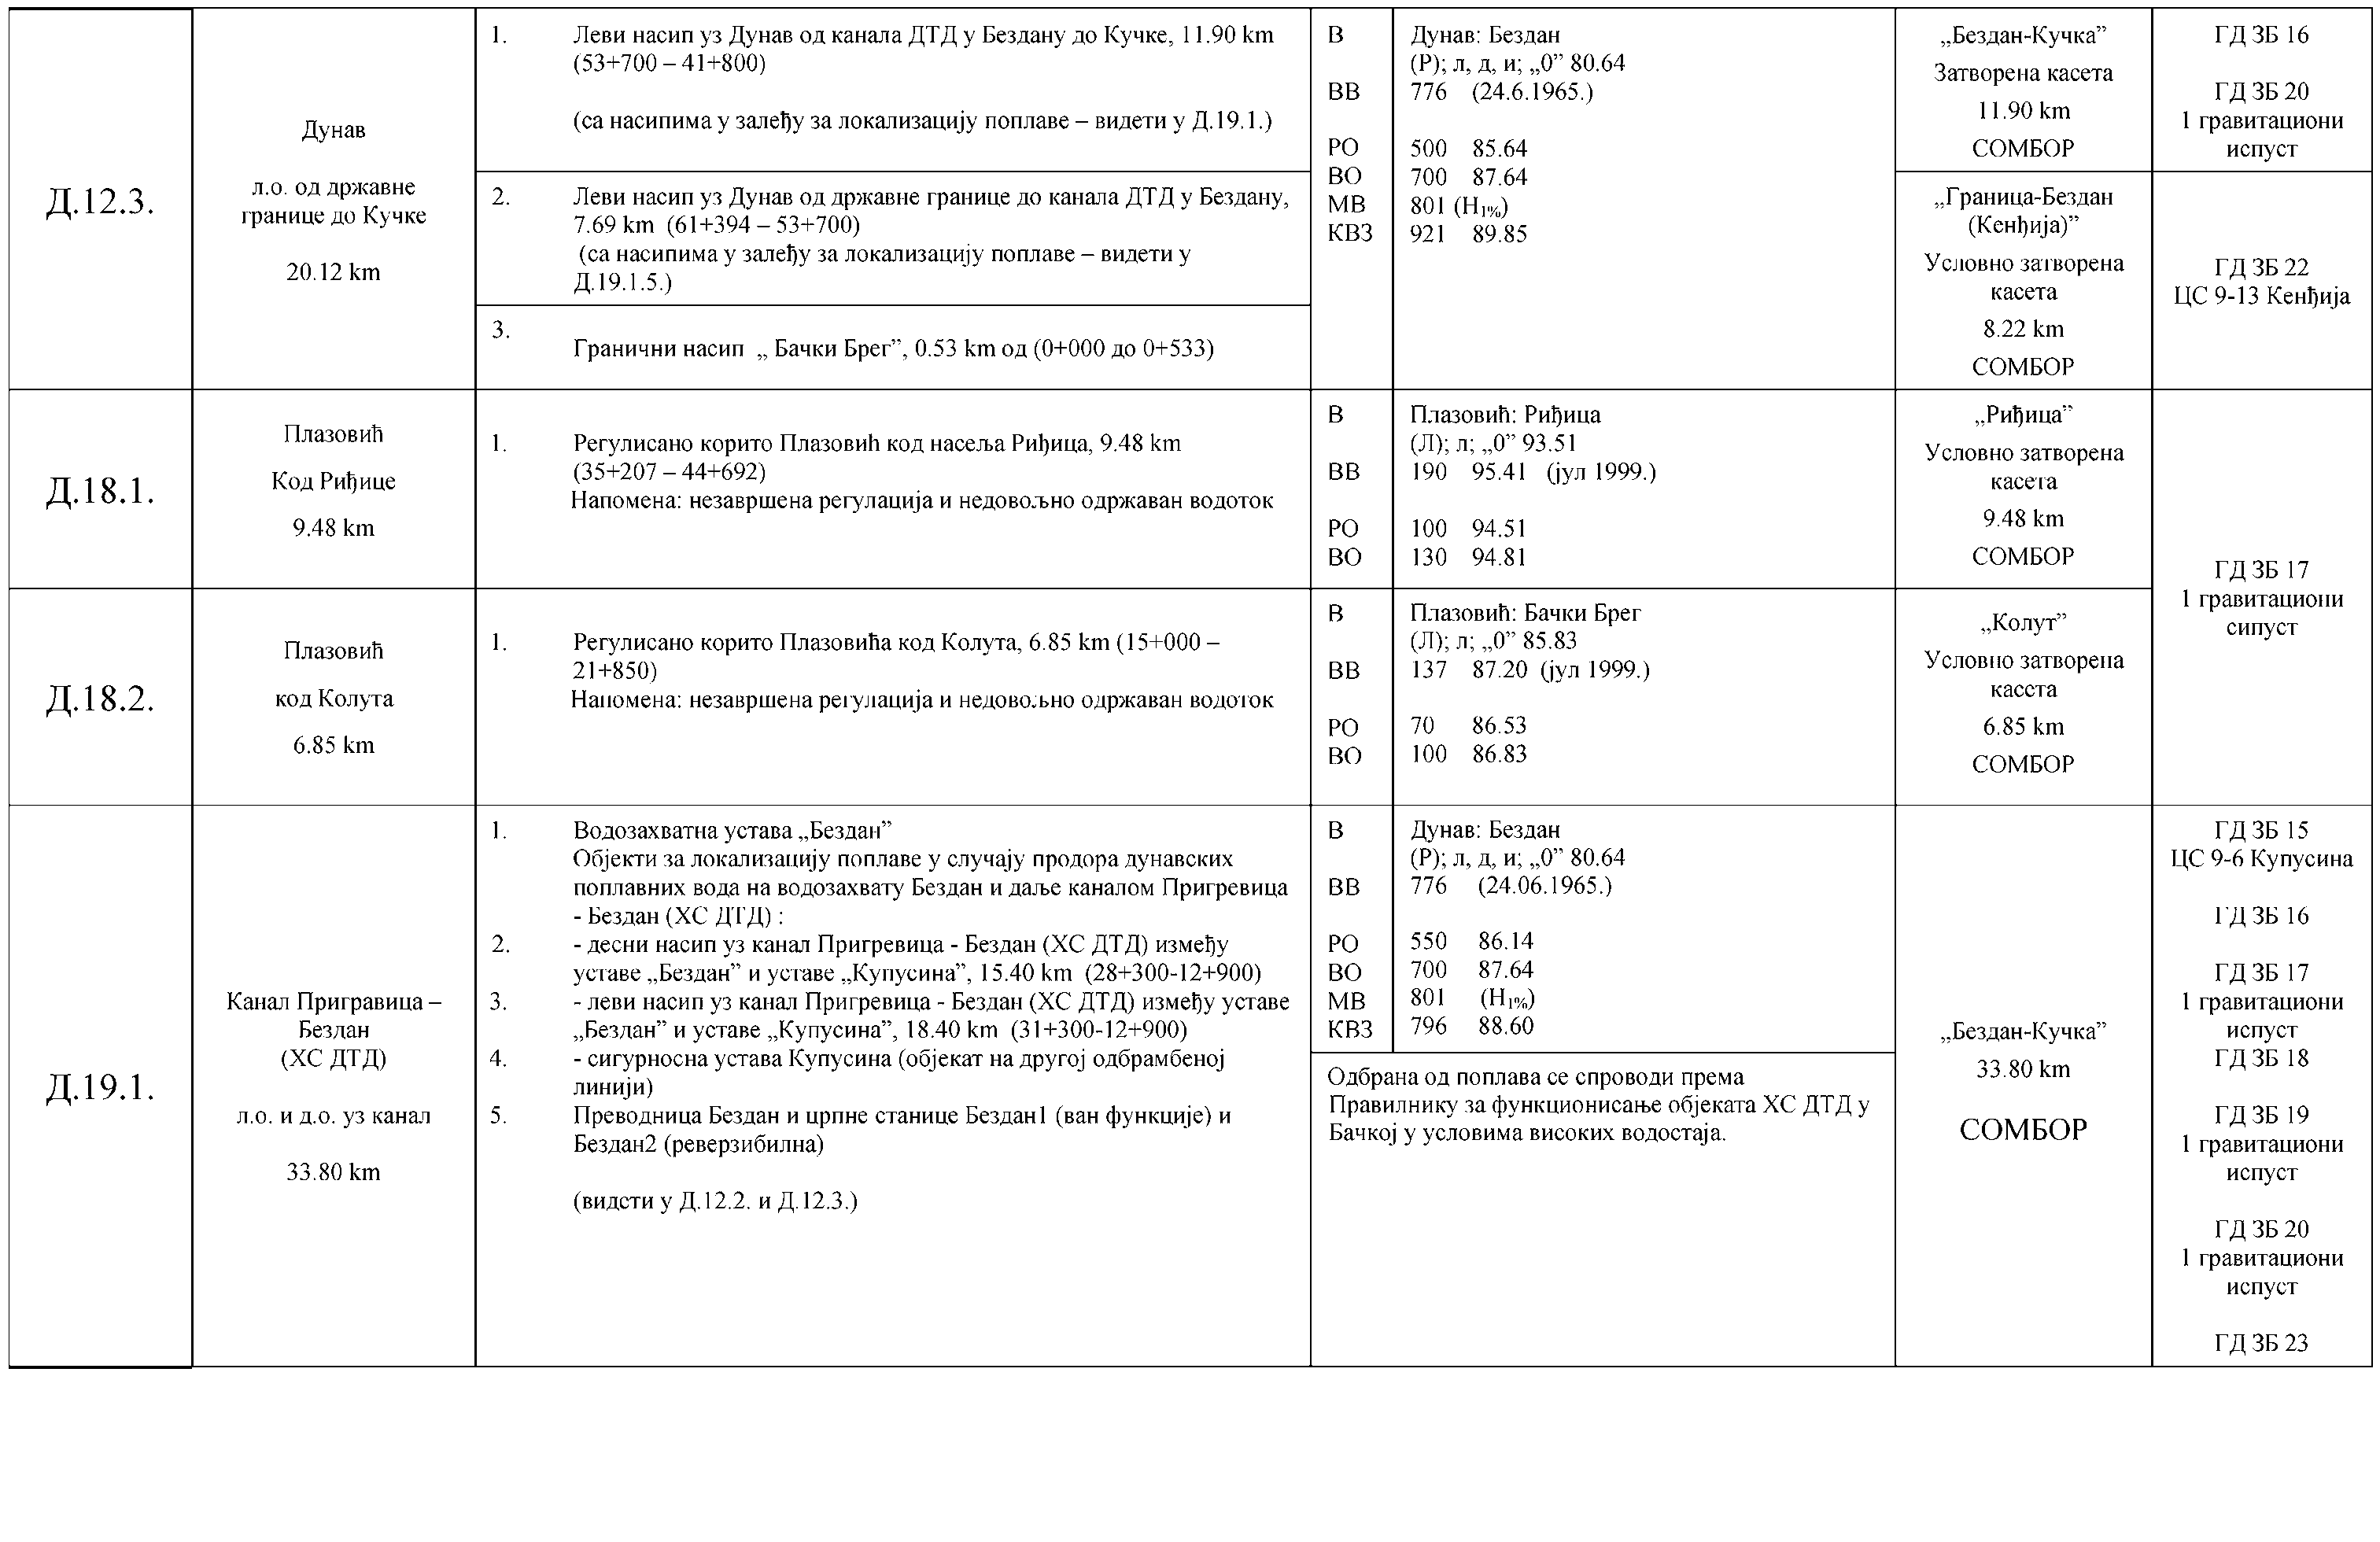 Д.12.3.
Дунав
л.о. од државне
границе до Кучке
20.12 km
1. Леви насип уз Дунав од канала ДТД у Бездану до Кучке, 11.90 km
(53+700 – 41+800)
(са насипима у залеђу за локализацију поплаве – видети у Д.19.1.)
2. Леви насип уз Дунав од државне границе до канала ДТД у Бездану,
7.69 km (61+394 – 53+700)
(са насипима у залеђу за локализацију поплаве – видети у
Д.19.1.5.)
3.
Гранични насип „ Бачки Брег”, 0.53 km од (0+000 до 0+533)
В Дунав: Бездан
(Р); л, д, и; „0” 80.64
ВВ 776 (24.6.1965.)
РО 500 85.64
ВО 700 87.64
МВ 801 (H1%)
КВЗ 921 89.85
„Бездан-Кучка”
Затворена касета
11.90 km
СОМБОР
„Граница-Бездан
(Кенђија)”
Условно затворена
касета
8.22 km
СОМБОР
ГД ЗБ 16
ГД ЗБ 20
1 гравитациони
испуст
ГД ЗБ 22
ЦС 9-13 Кенђија
Д.18.1.
Плазовић
Код Риђице
9.48 km
1. Регулисано корито Плазовић код насеља Риђица, 9.48 km
(35+207 – 44+692)
Напомена: незавршена регулација и недовољно одржаван водоток
В Плазовић: Риђица
(Л); л; „0” 93.51
ВВ 190 95.41 (јул 1999.)
РО 100 94.51
ВО 130 94.81
„Риђица”
Условно затворена
касета
9.48 km
СОМБОР
ГД ЗБ 17
1 гравитациони
сипуст
Д.18.2.
Плазовић
код Колута
6.85 km
1. Регулисано корито Плазовића код Колута, 6.85 km (15+000 –
21+850)
Напомена: незавршена регулација и недовољно одржаван водоток
В Плазовић: Бачки Брег
(Л); л; „0” 85.83
ВВ 137 87.20 (јул 1999.)
РО 70 86.53
ВО 100 86.83
„Колут”
Условно затворена
касета
6.85 km
СОМБОР
Д.19.1.
Канал Пригравица –
Бездан
(ХС ДТД)
л.о. и д.о. уз канал
33.80 km
1. Водозахватна устава „Бездан”
Објекти за локализацију поплаве у случају продора дунавских
поплавних вода на водозахвату Бездан и даље каналом Пригревица
- Бездан (ХС ДТД) :
2. - десни насип уз канал Пригревица - Бездан (ХС ДТД) између
уставе „Бездан” и уставе „Купусина”, 15.40 km (28+300-12+900)
3. - леви насип уз канал Пригревица - Бездан (ХС ДТД) између уставе
„Бездан” и уставе „Купусина”, 18.40 km (31+300-12+900)
4. - сигурносна устава Купусина (објекат на другој одбрамбеној
линији)
5. Преводница Бездан и црпне станице Бездан1 (ван функције) и
Бездан2 (реверзибилна)
(видети у Д.12.2. и Д.12.3.)
В Дунав: Бездан
(Р); л, д, и; „0” 80.64
ВВ 776 (24.06.1965.)
РО 550 86.14
ВО 700 87.64
МВ 801 (H1%)
КВЗ 796 88.60
Одбрана од поплава се спроводи према
Правилнику за функционисање објеката ХС ДТД у
Бачкој у условима високих водостаја.
„Бездан-Кучка”
33.80 km
СОМБОР
ГД ЗБ 15
ЦС 9-6 Купусина
ГД ЗБ 16
ГД ЗБ 17
1 гравитациони
испуст
ГД ЗБ 18
ГД ЗБ 19
1 гравитациони
испуст
ГД ЗБ 20
1 гравитациони
испуст
ГД ЗБ 23